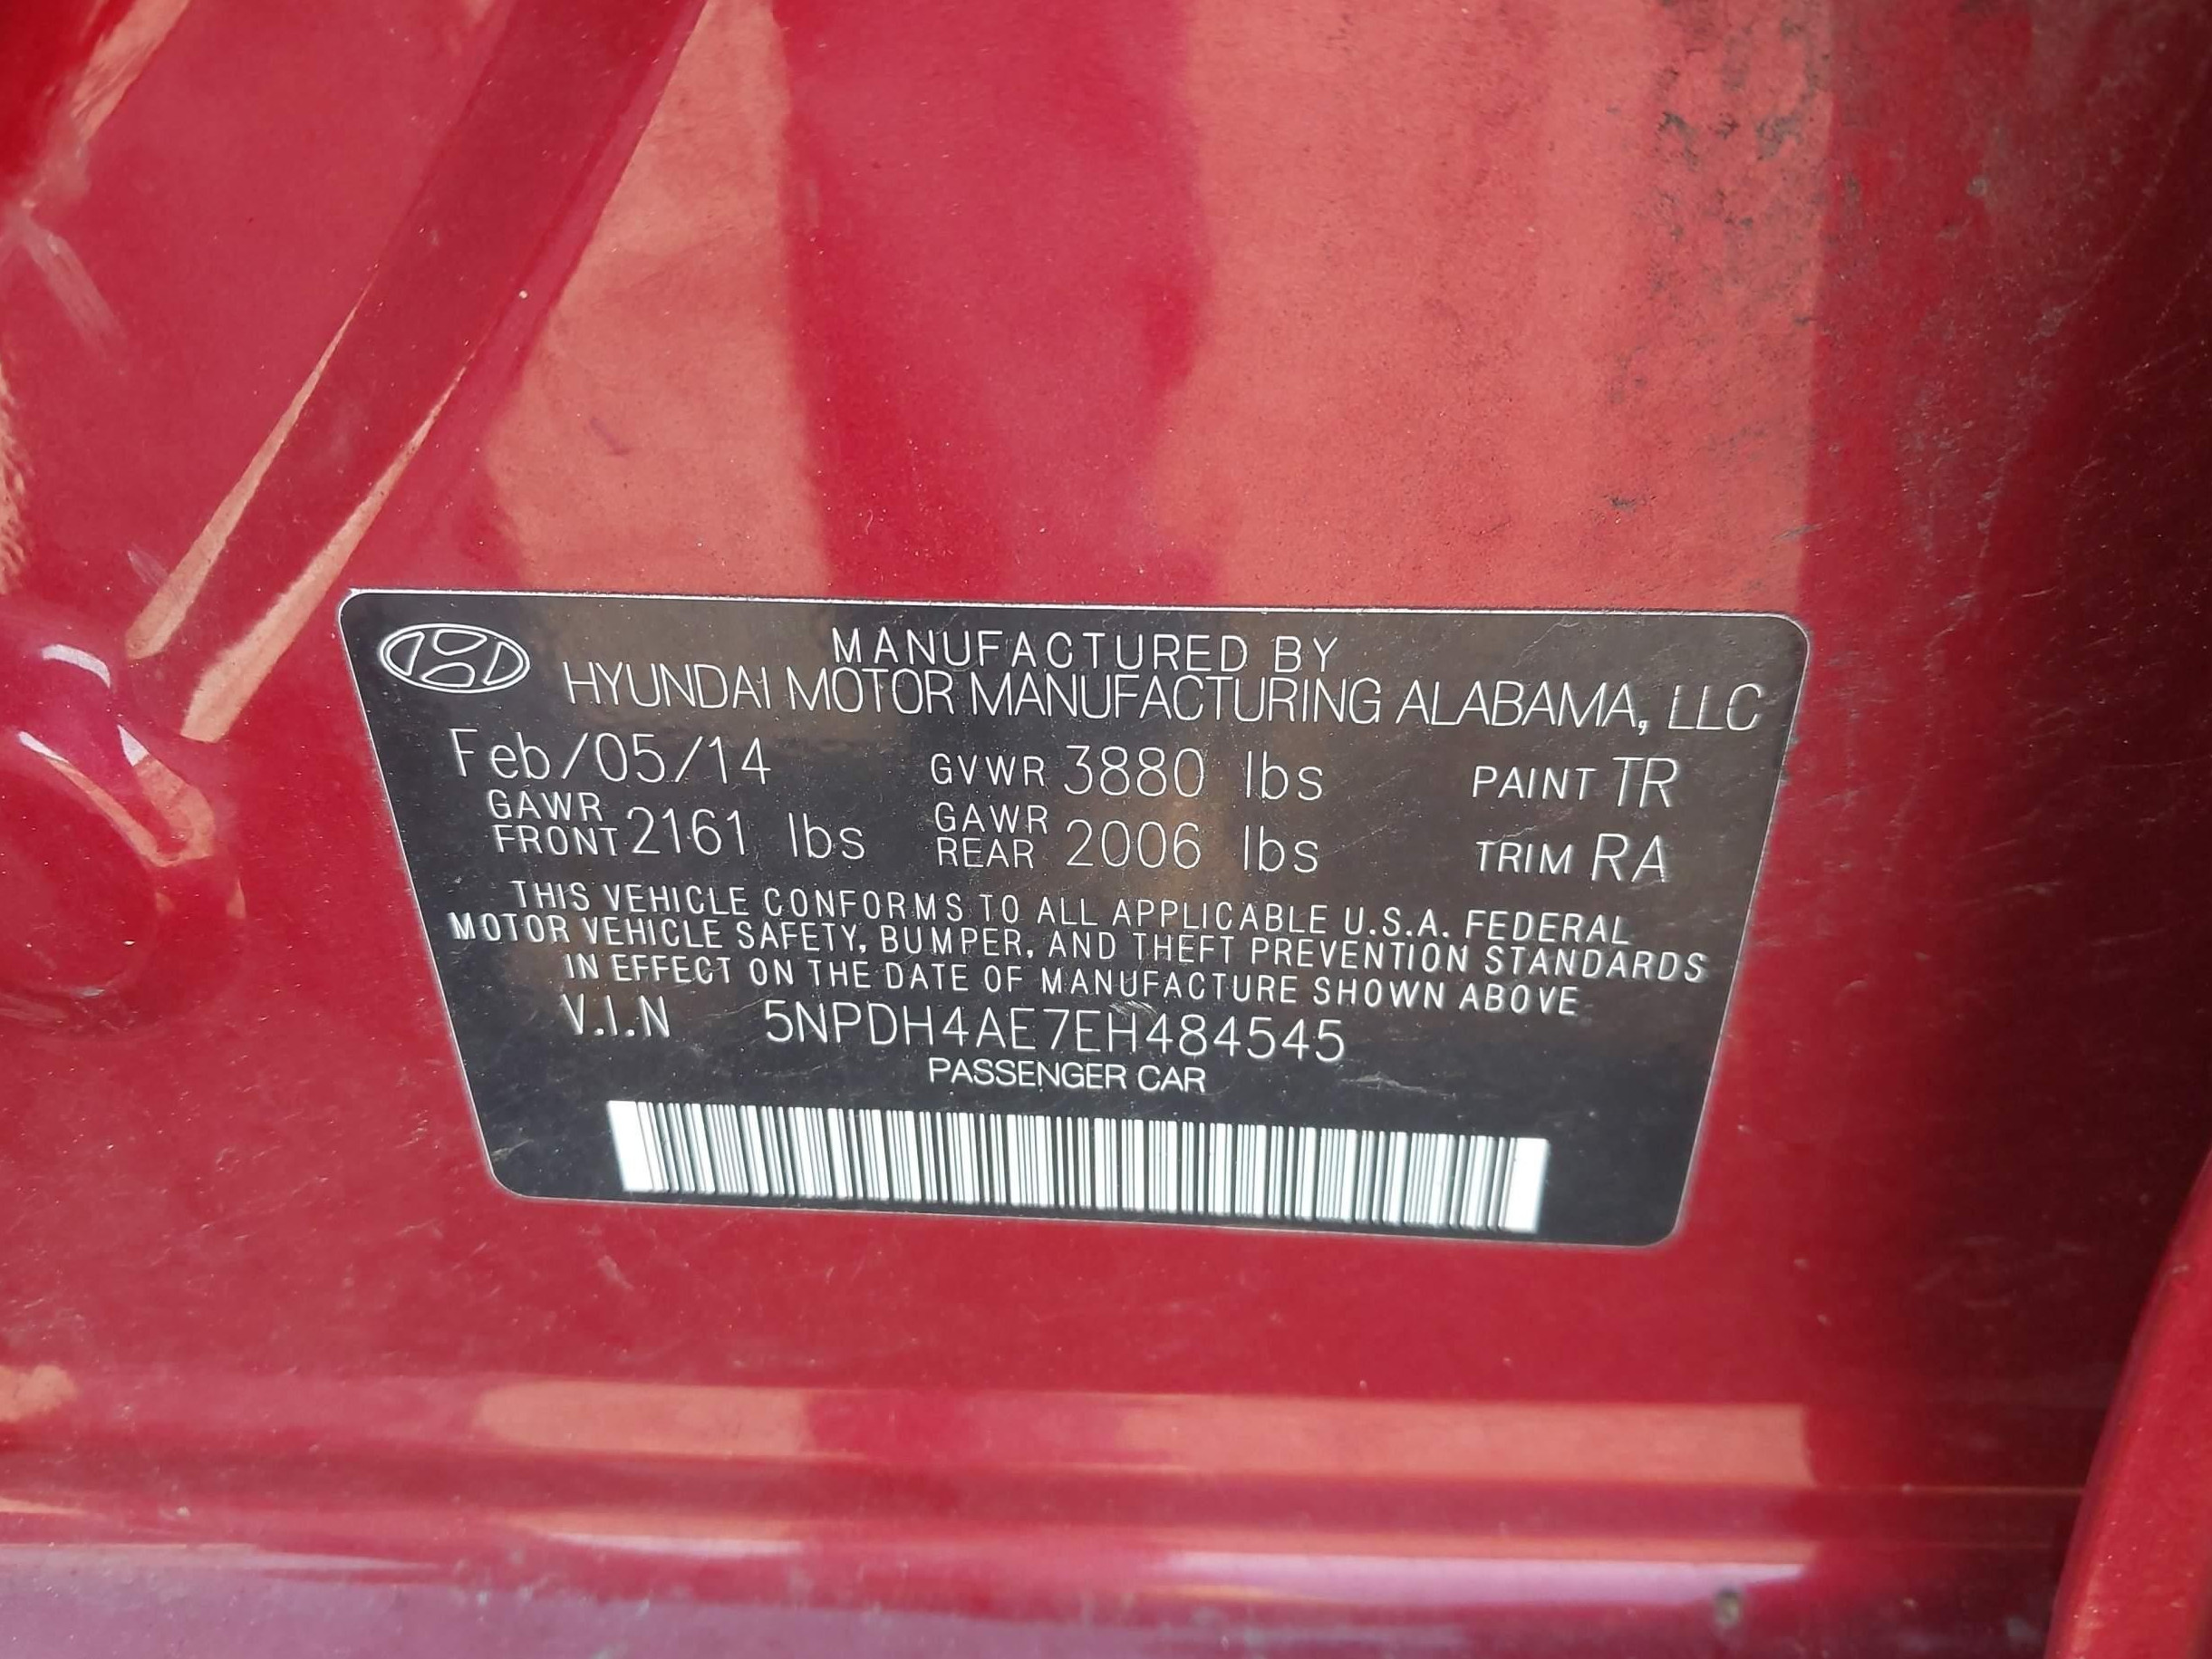 MANUFACTURED BY
HYUNDAI MOTOR MANUFACTURING ALABAMA, LLC
Feb/05/14 GVWR 3880 lbs PAINT TR
GAWR FRONT 2161 lbs GAWR REAR 2006 lbs TRIM RA
THIS VEHICLE CONFORMS TO ALL APPLICABLE U.S.A. FEDERAL
MOTOR VEHICLE SAFETY, BUMPER, AND THEFT PREVENTION STANDARDS
IN EFFECT ON THE DATE OF MANUFACTURE SHOWN ABOVE
V.I.N 5NPDH4AE7EH484545
PASSENGER CAR